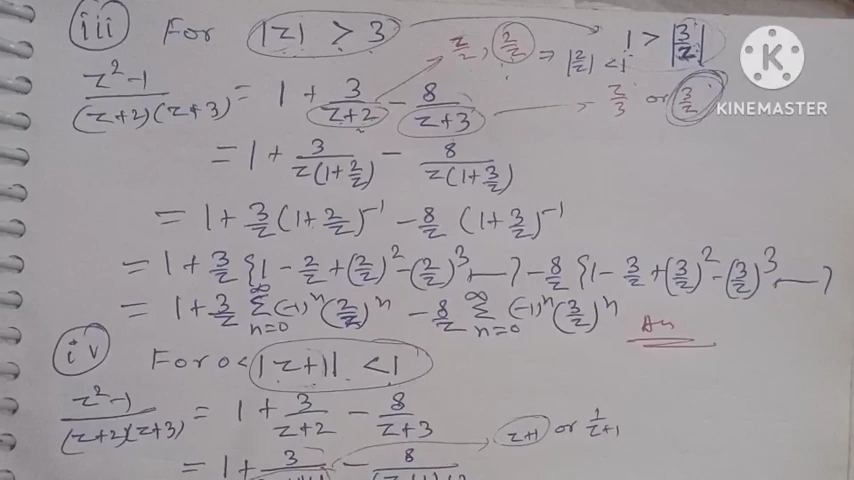 iii) For |z| > 3 1 > |3/z|
z/2, 2/z ⇒ |2/z| < 1
(z²-1)/((z+2)(z+3)) = 1 + 3/(z+2) - 8/(z+3) z/3 or 3/z
KINEMASTER
= 1 + 3/(z(1+2/z)) - 8/(z(1+3/z))
= 1 + 3/z (1+2/z)⁻¹ - 8/z (1+3/z)⁻¹
= 1 + 3/z {1 - 2/z + (2/z)² - (2/z)³, —} - 8/z {1 - 3/z + (3/z)² - (3/z)³, —}
= 1 + 3/z ∑_{n=0}^{∞} (-1)ⁿ (2/z)ⁿ - 8/z ∑_{n=0}^{∞} (-1)ⁿ (3/z)ⁿ Ans
iv) For 0 < |z+1| < 1
(z²-1)/((z+2)(z+3)) = 1 + 3/(z+2) - 8/(z+3) z+1 or 1/(z+1)
= 1 + 3/ - 8/